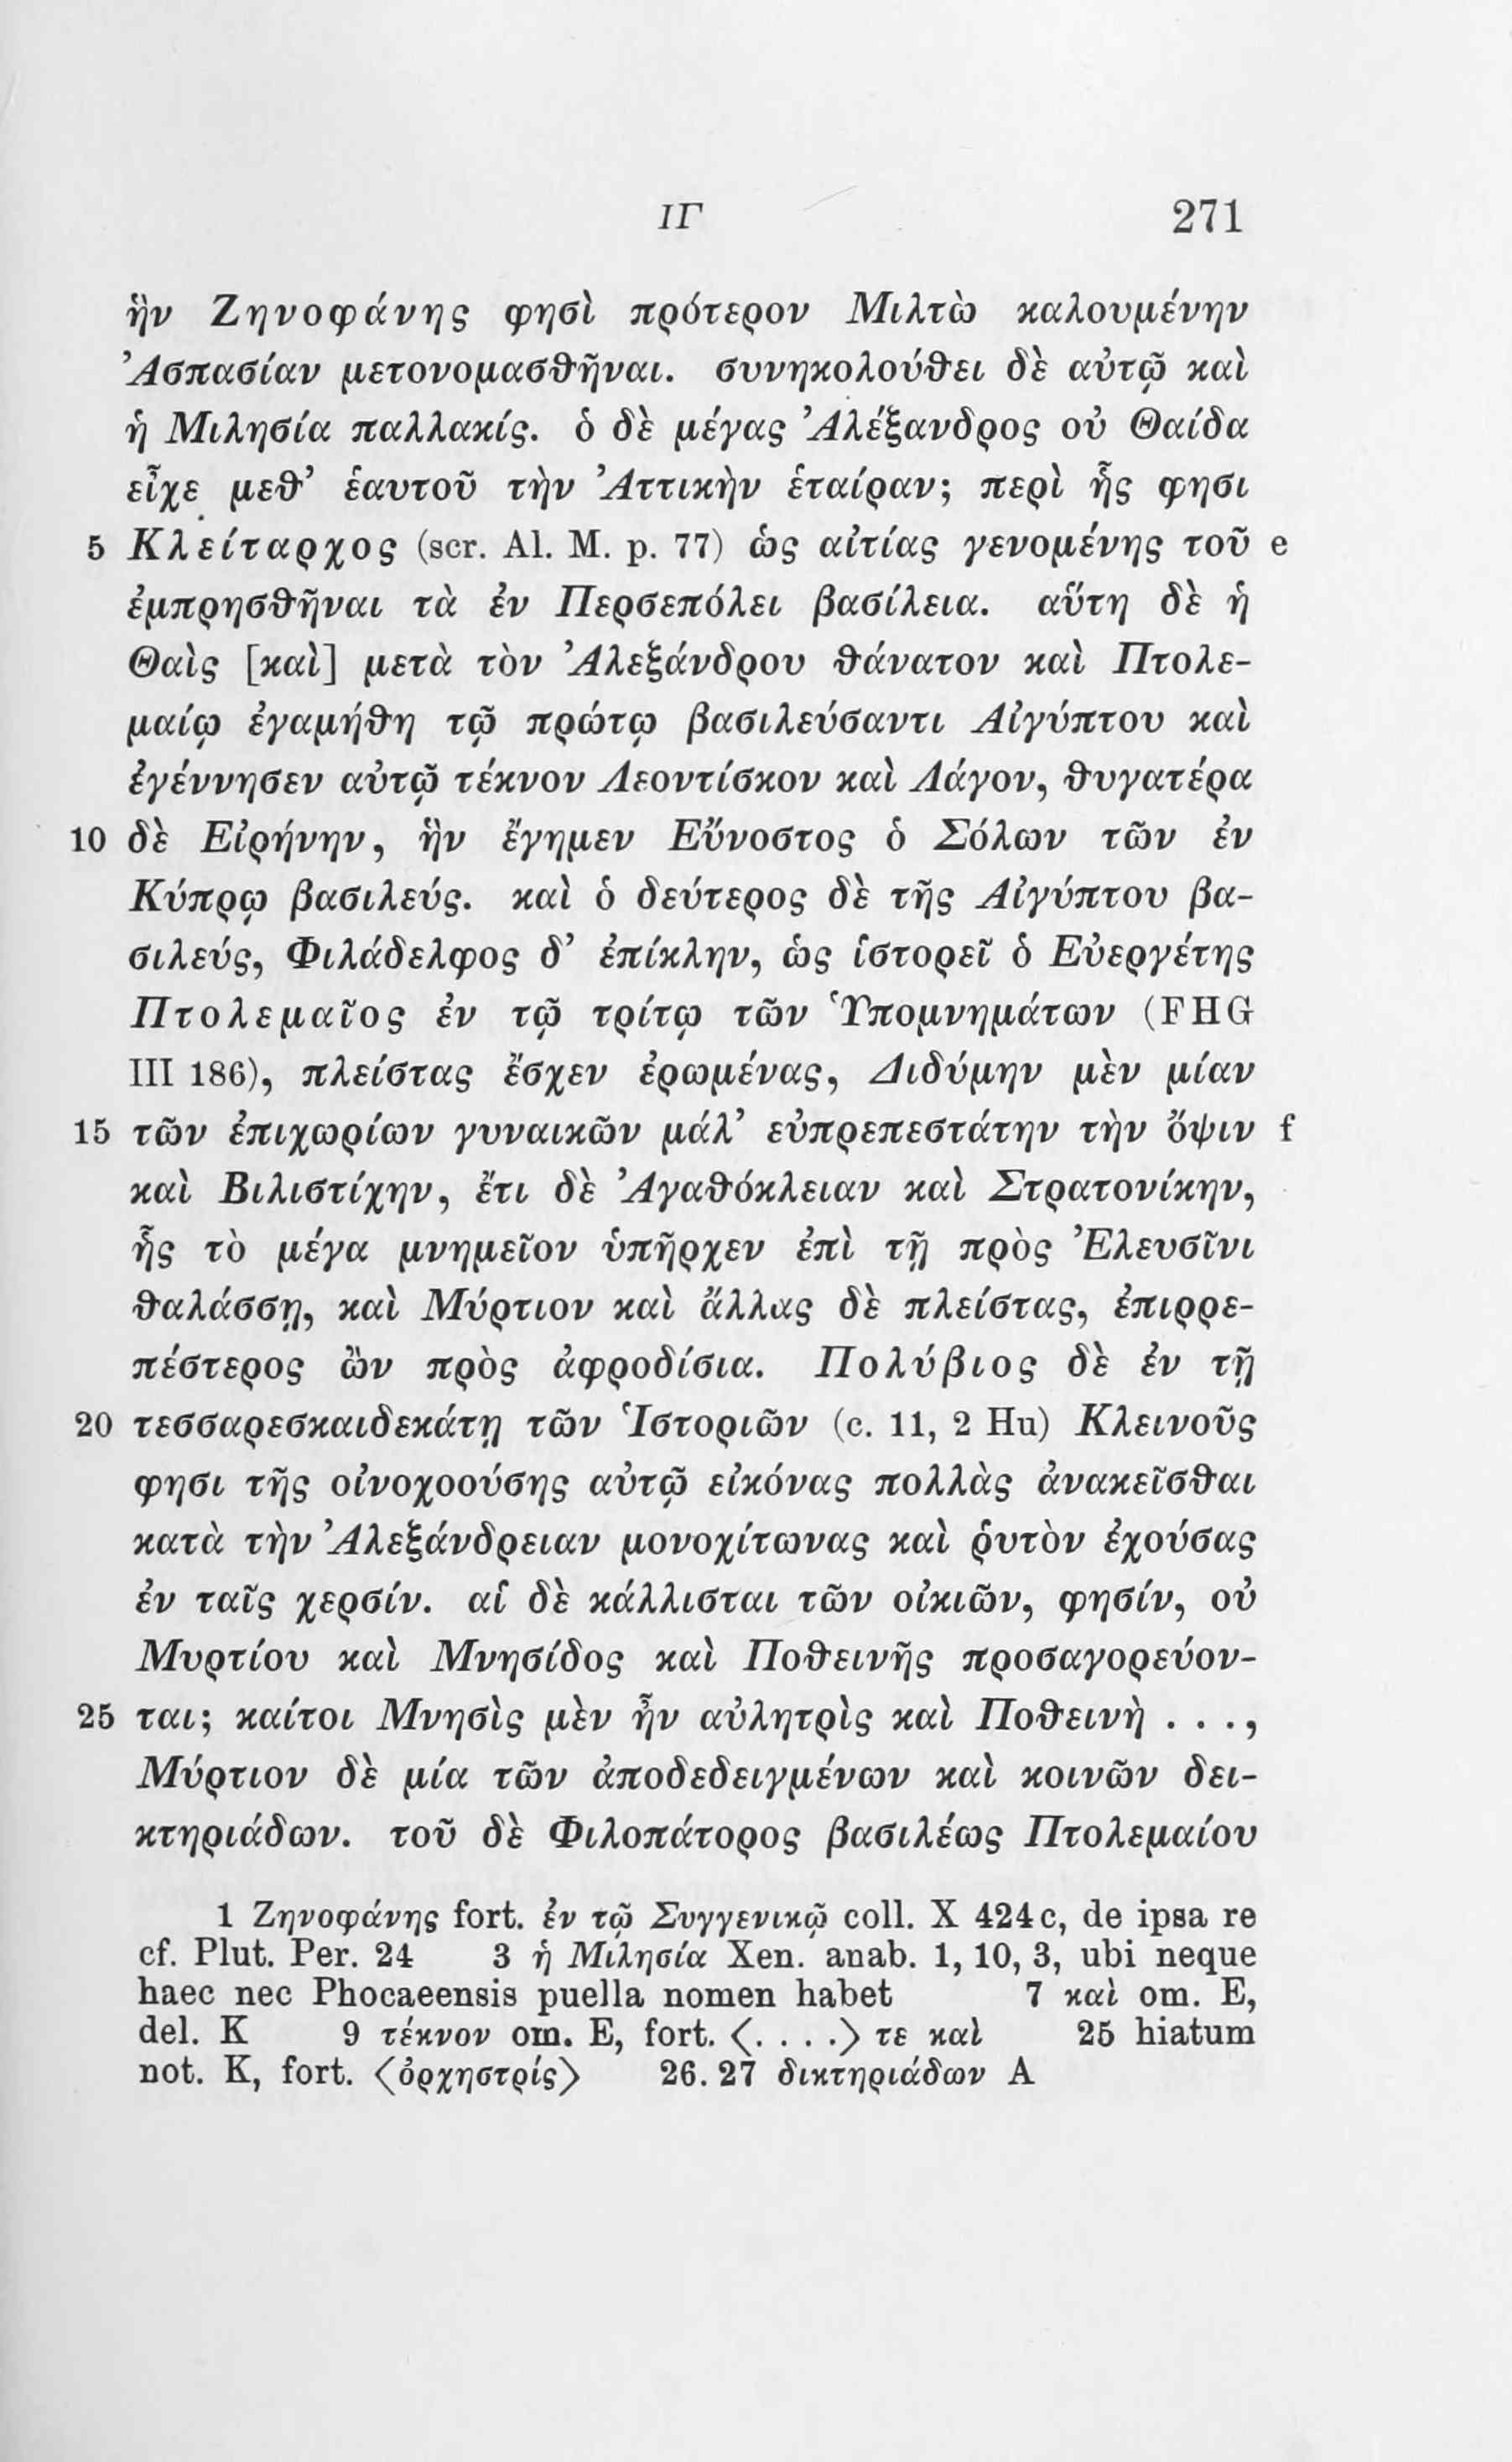 ΙΓ 271
ἣν Ζηνοφάνης φησὶ πρότερον Μιλτὼ καλουμένην
Ἀσπασίαν μετονομασθῆναι. συνηκολούθει δὲ αὐτῷ καὶ
ἡ Μιλησία παλλακίς. ὁ δὲ μέγας Ἀλέξανδρος οὐ Θαίδα
εἶχε μεθ’ ἑαυτοῦ τὴν Ἀττικὴν ἑταίραν; περὶ ἧς φησι
5 Κλείταρχος (scr. Al. M. p. 77) ὡς αἰτίας γενομένης τοῦ e
ἐμπρησθῆναι τὰ ἐν Περσεπόλει βασίλεια. αὕτη δὲ ἡ
Θαὶς [καὶ] μετὰ τὸν Ἀλεξάνδρου θάνατον καὶ Πτολε-
μαίῳ ἐγαμήθη τῷ πρώτῳ βασιλεύσαντι Αἰγύπτου καὶ
ἐγέννησεν αὐτῷ τέκνον Λεοντίσκον καὶ Λάγον, θυγατέρα
10 δὲ Εἰρήνην, ἣν ἔγημεν Εὔνοστος ὁ Σόλων τῶν ἐν
Κύπρῳ βασιλεύς. καὶ ὁ δεύτερος δὲ τῆς Αἰγύπτου βα-
σιλεύς, Φιλάδελφος δ’ ἐπίκλην, ὡς ἱστορεῖ ὁ Εὐεργέτης
Πτολεμαῖος ἐν τῷ τρίτῳ τῶν Ὑπομνημάτων (FHG
III 186), πλείστας ἔσχεν ἐρωμένας, Διδύμην μὲν μίαν
15 τῶν ἐπιχωρίων γυναικῶν μάλ’ εὐπρεπεστάτην τὴν ὄψιν f
καὶ Βιλιστίχην, ἔτι δὲ Ἀγαθόκλειαν καὶ Στρατονίκην,
ἧς τὸ μέγα μνημεῖον ὑπῆρχεν ἐπὶ τῇ πρὸς Ἐλευσῖνι
θαλάσσῃ, καὶ Μύρτιον καὶ ἄλλας δὲ πλείστας, ἐπιρρε-
πέστερος ὢν πρὸς ἀφροδίσια. Πολύβιος δὲ ἐν τῇ
20 τεσσαρεσκαιδεκάτῃ τῶν Ἱστοριῶν (c. 11, 2 Hu) Κλεινοῦς
φησι τῆς οἰνοχοούσης αὐτῷ εἰκόνας πολλὰς ἀνακεῖσθαι
κατὰ τὴν Ἀλεξάνδρειαν μονοχίτωνας καὶ ῥυτὸν ἐχούσας
ἐν ταῖς χερσίν. αἱ δὲ κάλλισται τῶν οἰκιῶν, φησίν, οὐ
Μυρτίου καὶ Μνησίδος καὶ Ποθεινῆς προσαγορεύον-
25 ται; καίτοι Μνησὶς μὲν ἦν αὐλητρὶς καὶ Ποθεινὴ . . .,
Μύρτιον δὲ μία τῶν ἀποδεδειγμένων καὶ κοινῶν δει-
κτηριάδων. τοῦ δὲ Φιλοπάτορος βασιλέως Πτολεμαίου
1 Ζηνοφάνης fort. ἐν τῷ Συγγενικῷ coll. X 424c, de ipsa re
cf. Plut. Per. 24 3 ἡ Μιλησία Xen. anab. 1, 10, 3, ubi neque
haec nec Phocaeensis puella nomen habet 7 καὶ om. E,
del. K 9 τέκνον om. E, fort. ⟨. . . .⟩ τε καὶ 25 hiatum
not. K, fort. ⟨ὀρχηστρίς⟩ 26. 27 δικτηριάδων A